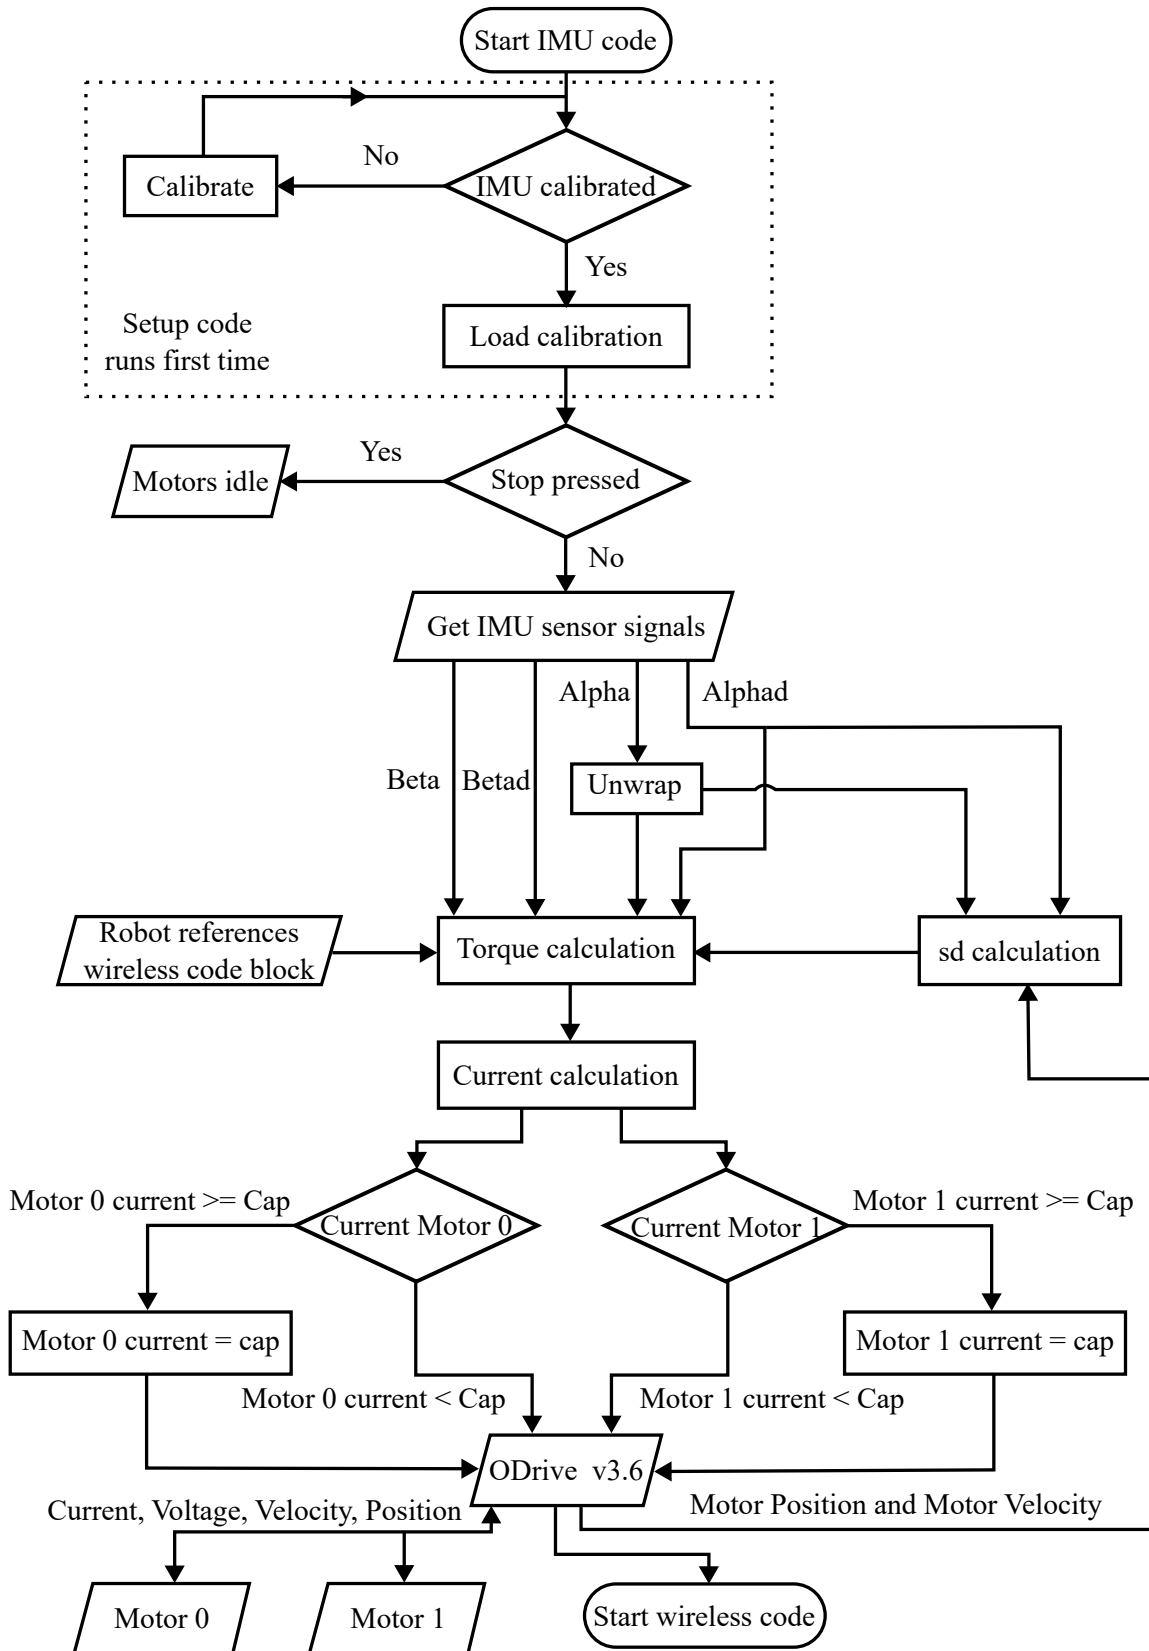 Start IMU code
No
Calibrate
IMU calibrated
Yes
Setup code
runs first time
Load calibration
Yes
Motors idle
Stop pressed
No
Get IMU sensor signals
Alpha
Alphad
Beta
Betad
Unwrap
Robot references
wireless code block
Torque calculation
sd calculation
Current calculation
Motor 0 current >= Cap
Motor 1 current >= Cap
Current Motor 0
Current Motor 1
Motor 0 current = cap
Motor 1 current = cap
Motor 0 current < Cap
Motor 1 current < Cap
ODrive v3.6
Current, Voltage, Velocity, Position
Motor Position and Motor Velocity
Motor 0
Motor 1
Start wireless code